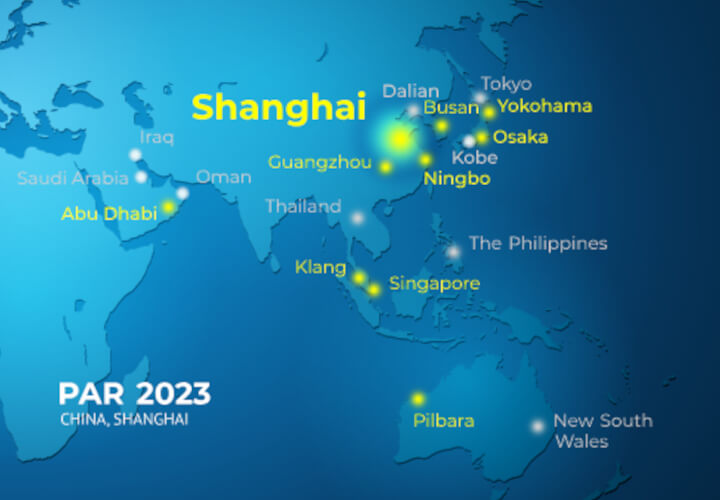 Dalian
Tokyo
Shanghai
Busan
Yokohama
Iraq
Osaka
Guangzhou
Kobe
Saudi Arabia
Oman
Ningbo
Abu Dhabi
Thailand
The Philippines
Klang
Singapore
PAR 2023
CHINA, SHANGHAI
Pilbara
New South
Wales